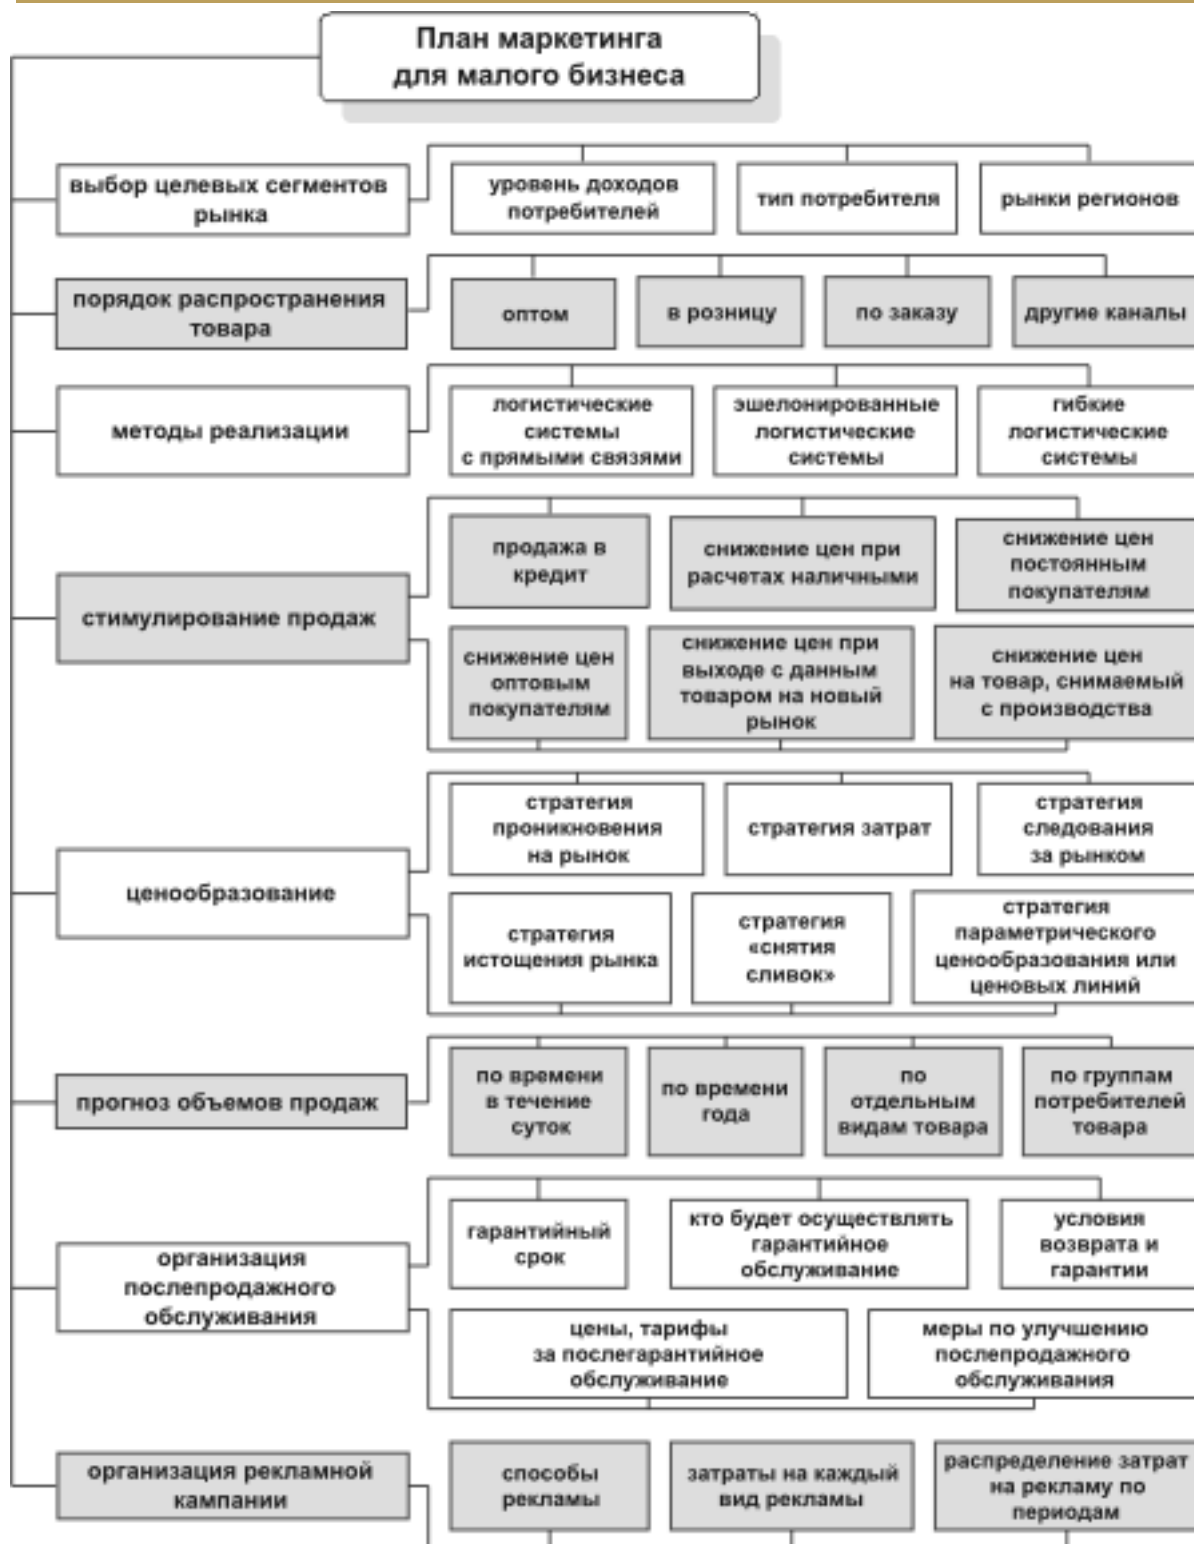 План маркетинга
для малого бизнеса
выбор целевых сегментов
рынка
уровень доходов
потребителей
тип потребителя
рынки регионов
порядок распространения
товара
оптом
в розницу
по заказу
другие каналы
методы реализации
логистические
системы
с прямыми связями
эшелонированные
логистические
системы
гибкие
логистические
системы
стимулирование продаж
продажа в
кредит
снижение цен при
расчетах наличными
снижение цен
постоянным
покупателям
снижение цен
оптовым
покупателям
снижение цен при
выходе с данным
товаром на новый
рынок
снижение цен
на товар, снимаемый
с производства
ценообразование
стратегия
проникновения
на рынок
стратегия затрат
стратегия
следования
за рынком
стратегия
истощения рынка
стратегия
«снятия
сливок»
стратегия
параметрического
ценообразования или
ценовых линий
прогноз объемов продаж
по времени
в течение
суток
по времени
года
по
отдельным
видам товара
по группам
потребителей
товара
организация
послепродажного
обслуживания
гарантийный
срок
кто будет осуществлять
гарантийное
обслуживание
условия
возврата и
гарантии
цены, тарифы
за послегарантийное
обслуживание
меры по улучшению
послепродажного
обслуживания
организация рекламной
кампании
способы
рекламы
затраты на каждый
вид рекламы
распределение затрат
на рекламу по
периодам